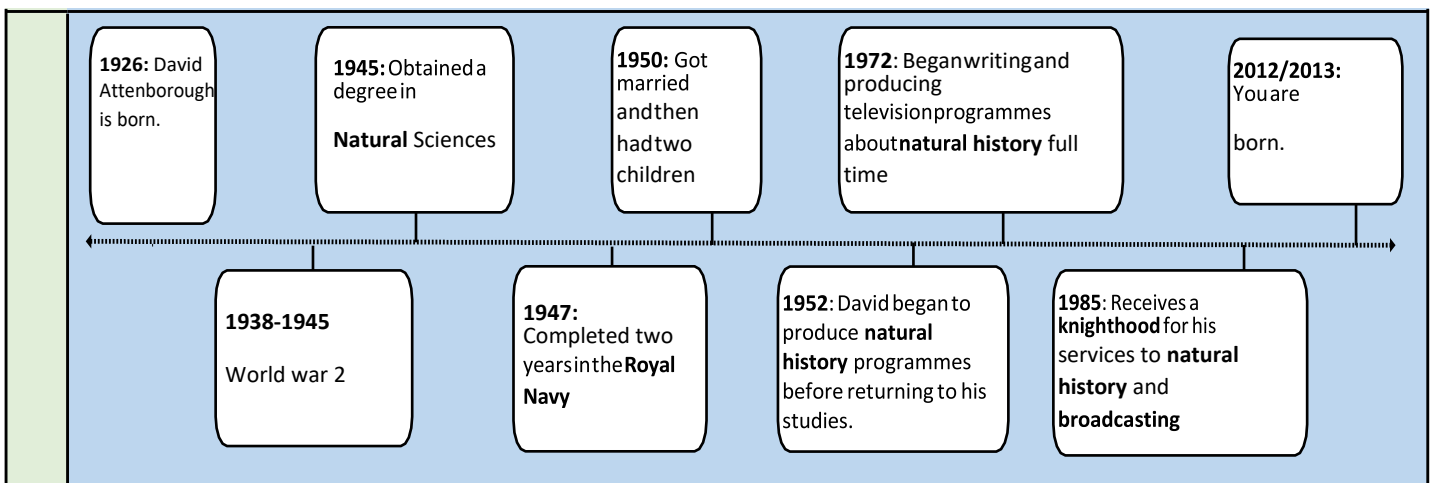 1926: David
Attenborough
is born.
1945: Obtained a
degree in
Natural Sciences
1950: Got
married
and then
had two
children
1972: Began writing and
producing
television programmes
about natural history full
time
2012/2013:
You are
born.
1938-1945
World war 2
1947:
Completed two
years in the Royal
Navy
1952: David began to
produce natural
history programmes
before returning to his
studies.
1985: Receives a
knighthood for his
services to natural
history and
broadcasting